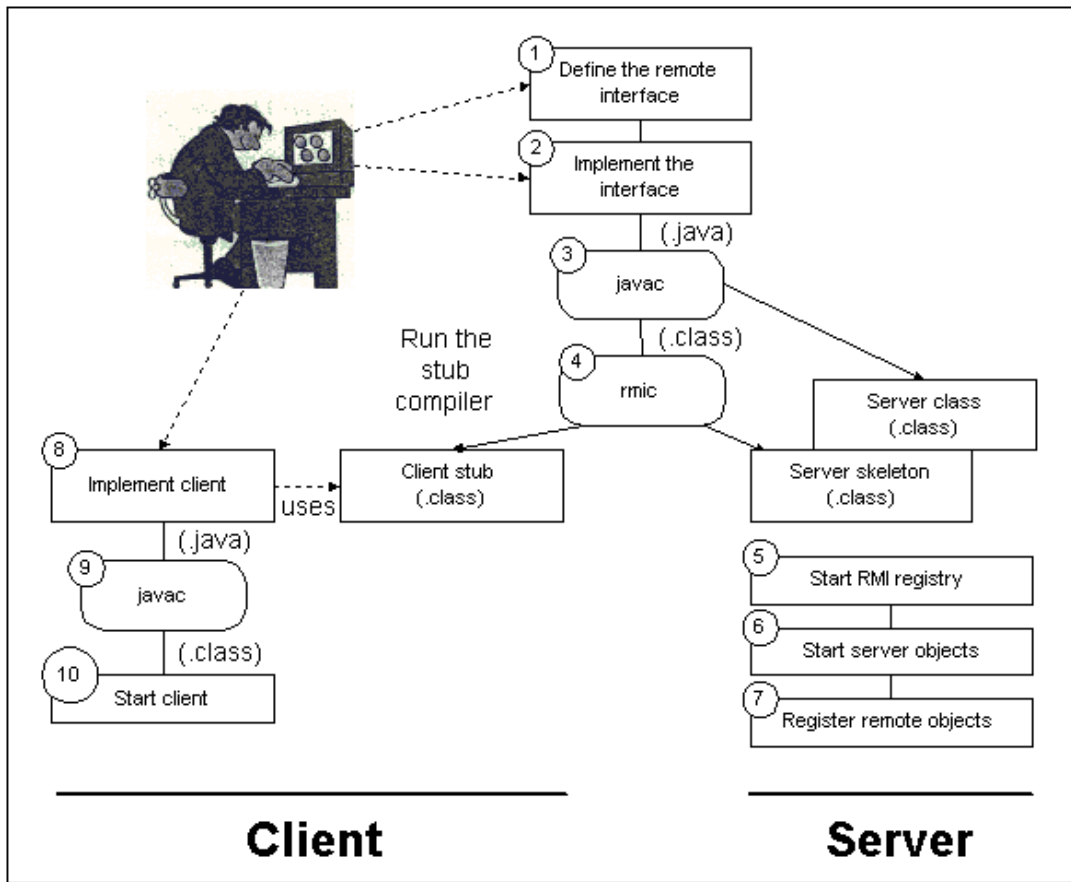 1
Define the remote
interface
2
Implement the
interface
(.java)
3
javac
(.class)
Run the
stub
compiler
4
rmic
Server class
(.class)
8
Implement client
uses
Client stub
(.class)
Server skeleton
(.class)
(.java)
9
javac
(.class)
10
Start client
5
Start RMI registry
6
Start server objects
7
Register remote objects
Client
Server